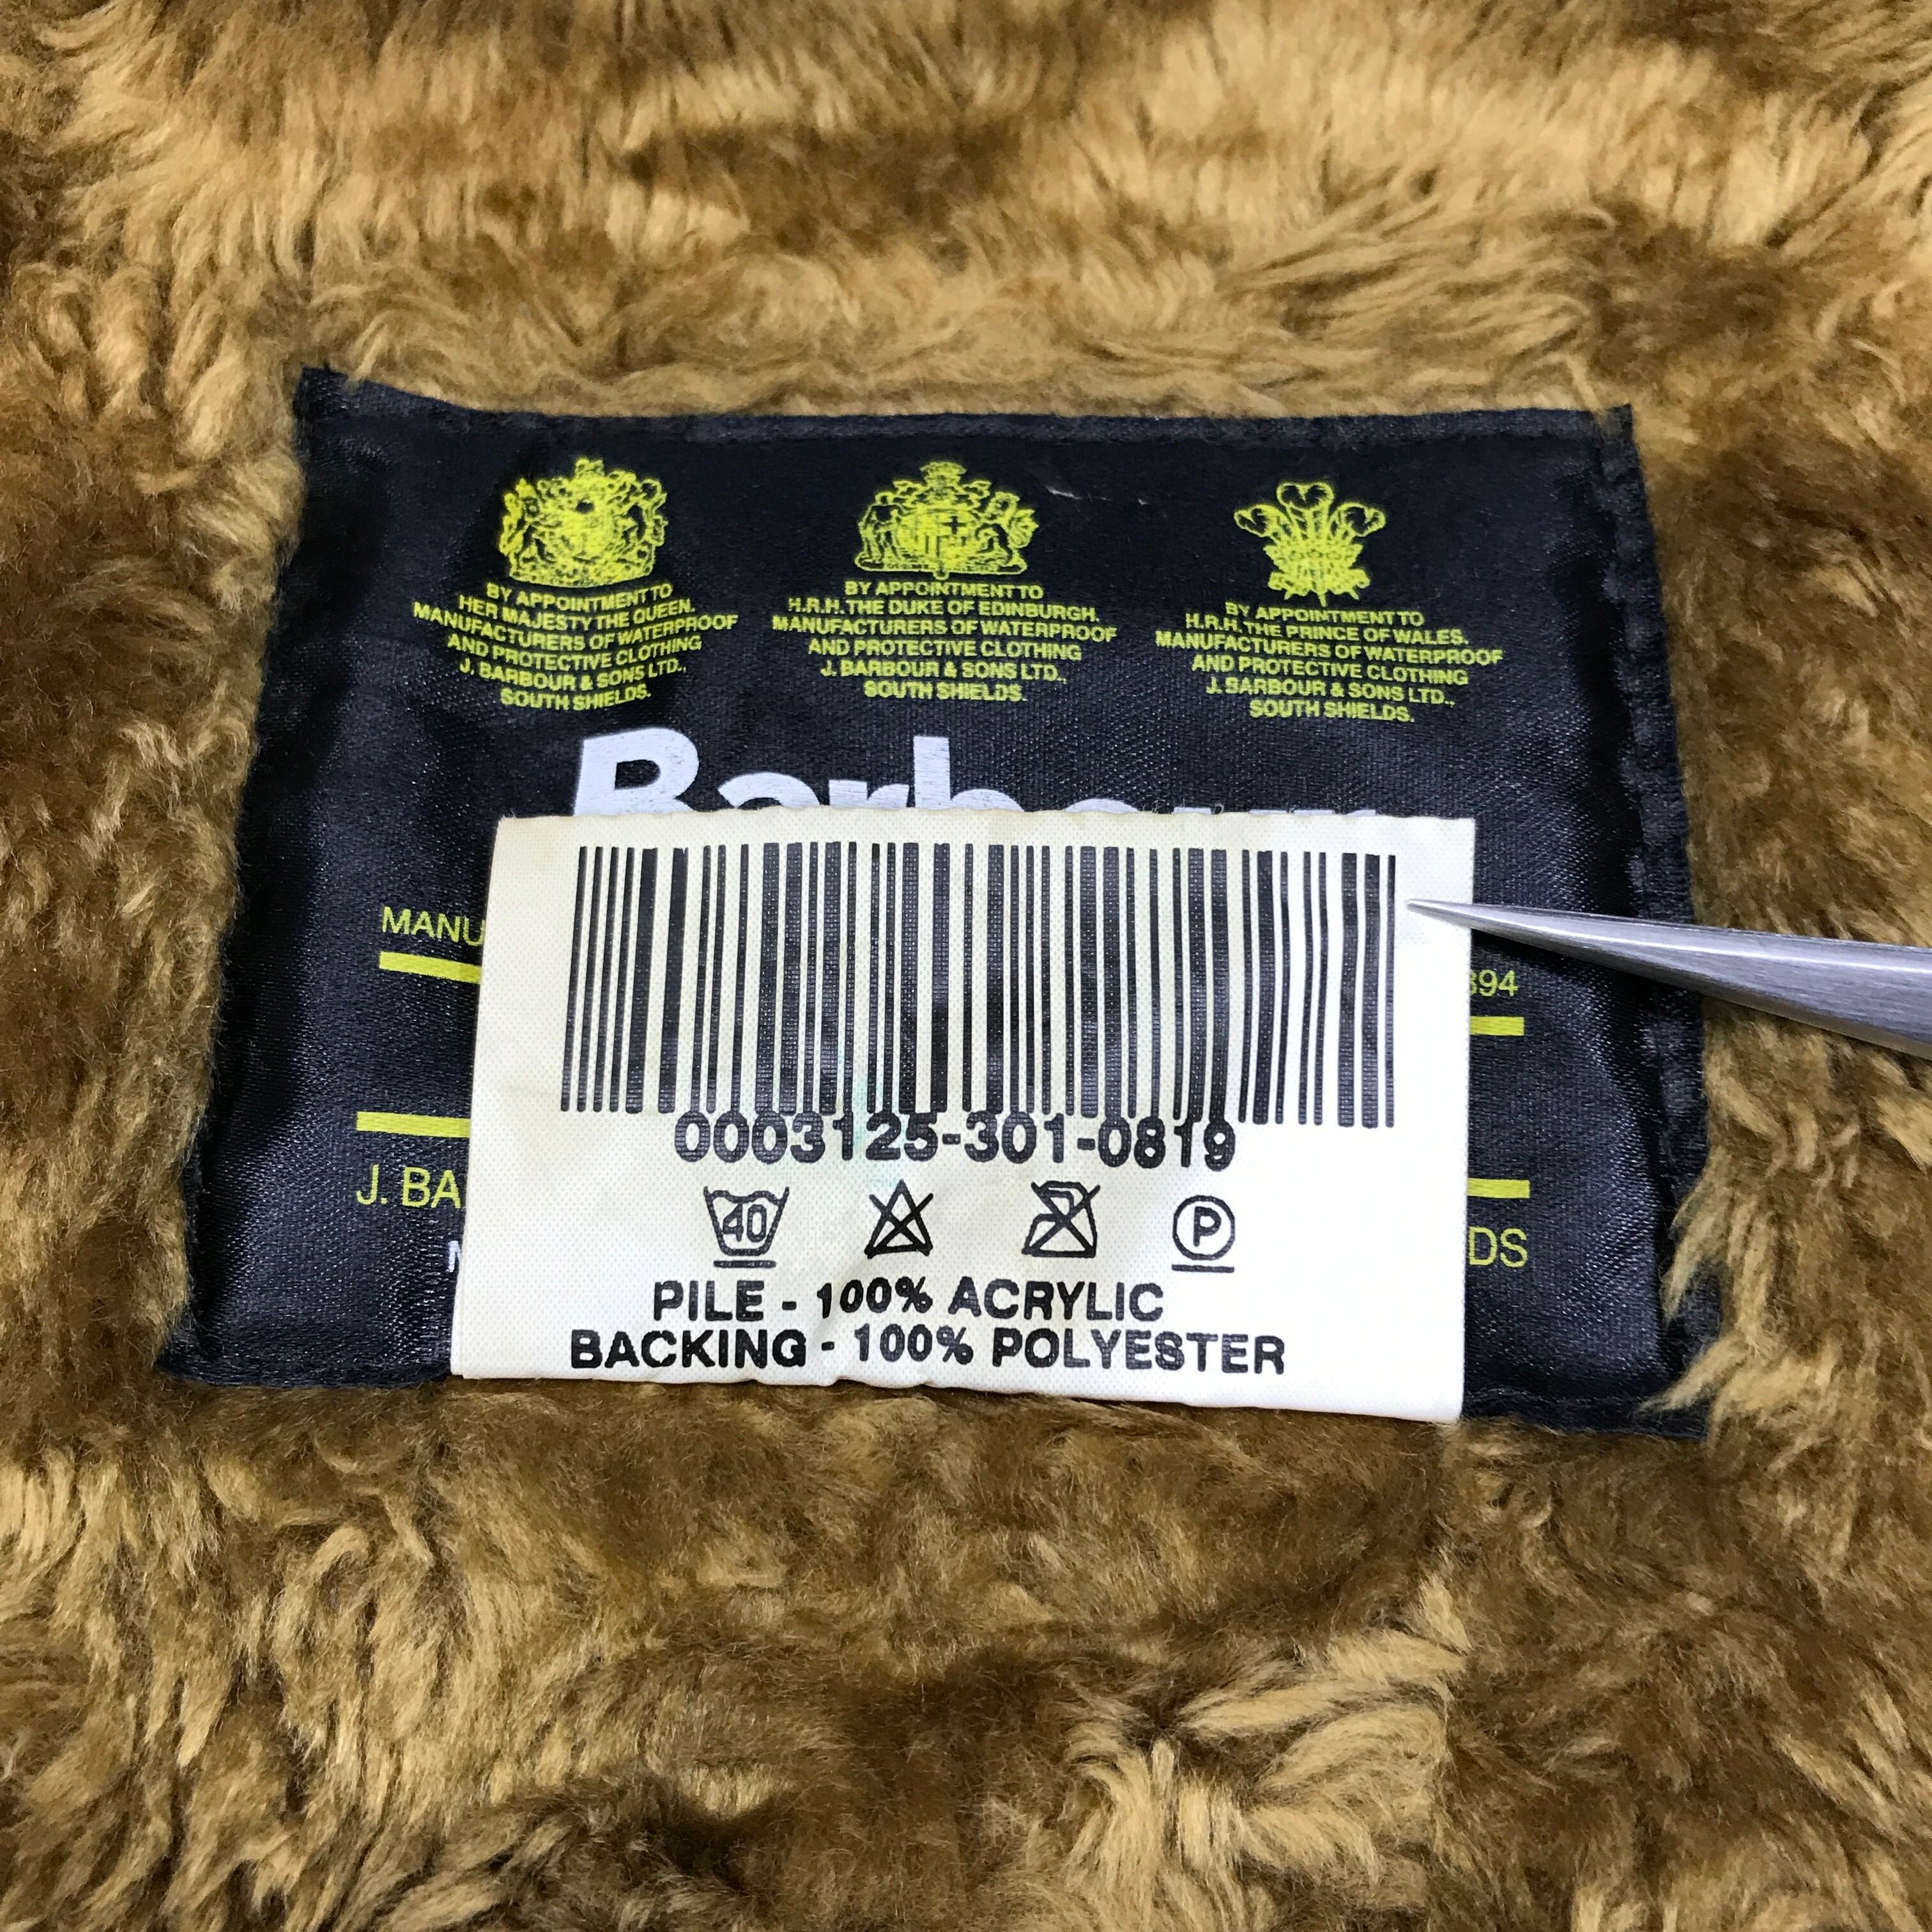 BY APPOINTMENT TO
HER MAJESTY THE QUEEN.
MANUFACTURERS OF WATERPROOF
AND PROTECTIVE CLOTHING
J. BARBOUR & SONS LTD.,
SOUTH SHIELDS.
BY APPOINTMENT TO
H.R.H. THE DUKE OF EDINBURGH.
MANUFACTURERS OF WATERPROOF
AND PROTECTIVE CLOTHING
J. BARBOUR & SONS LTD.,
SOUTH SHIELDS.
BY APPOINTMENT TO
H.R.H. THE PRINCE OF WALES.
MANUFACTURERS OF WATERPROOF
AND PROTECTIVE CLOTHING
J. BARBOUR & SONS LTD.,
SOUTH SHIELDS.
Barbour
MANU
894
J. BA
DS
0003125-301-0819
40
P
PILE - 100% ACRYLIC
BACKING - 100% POLYESTER